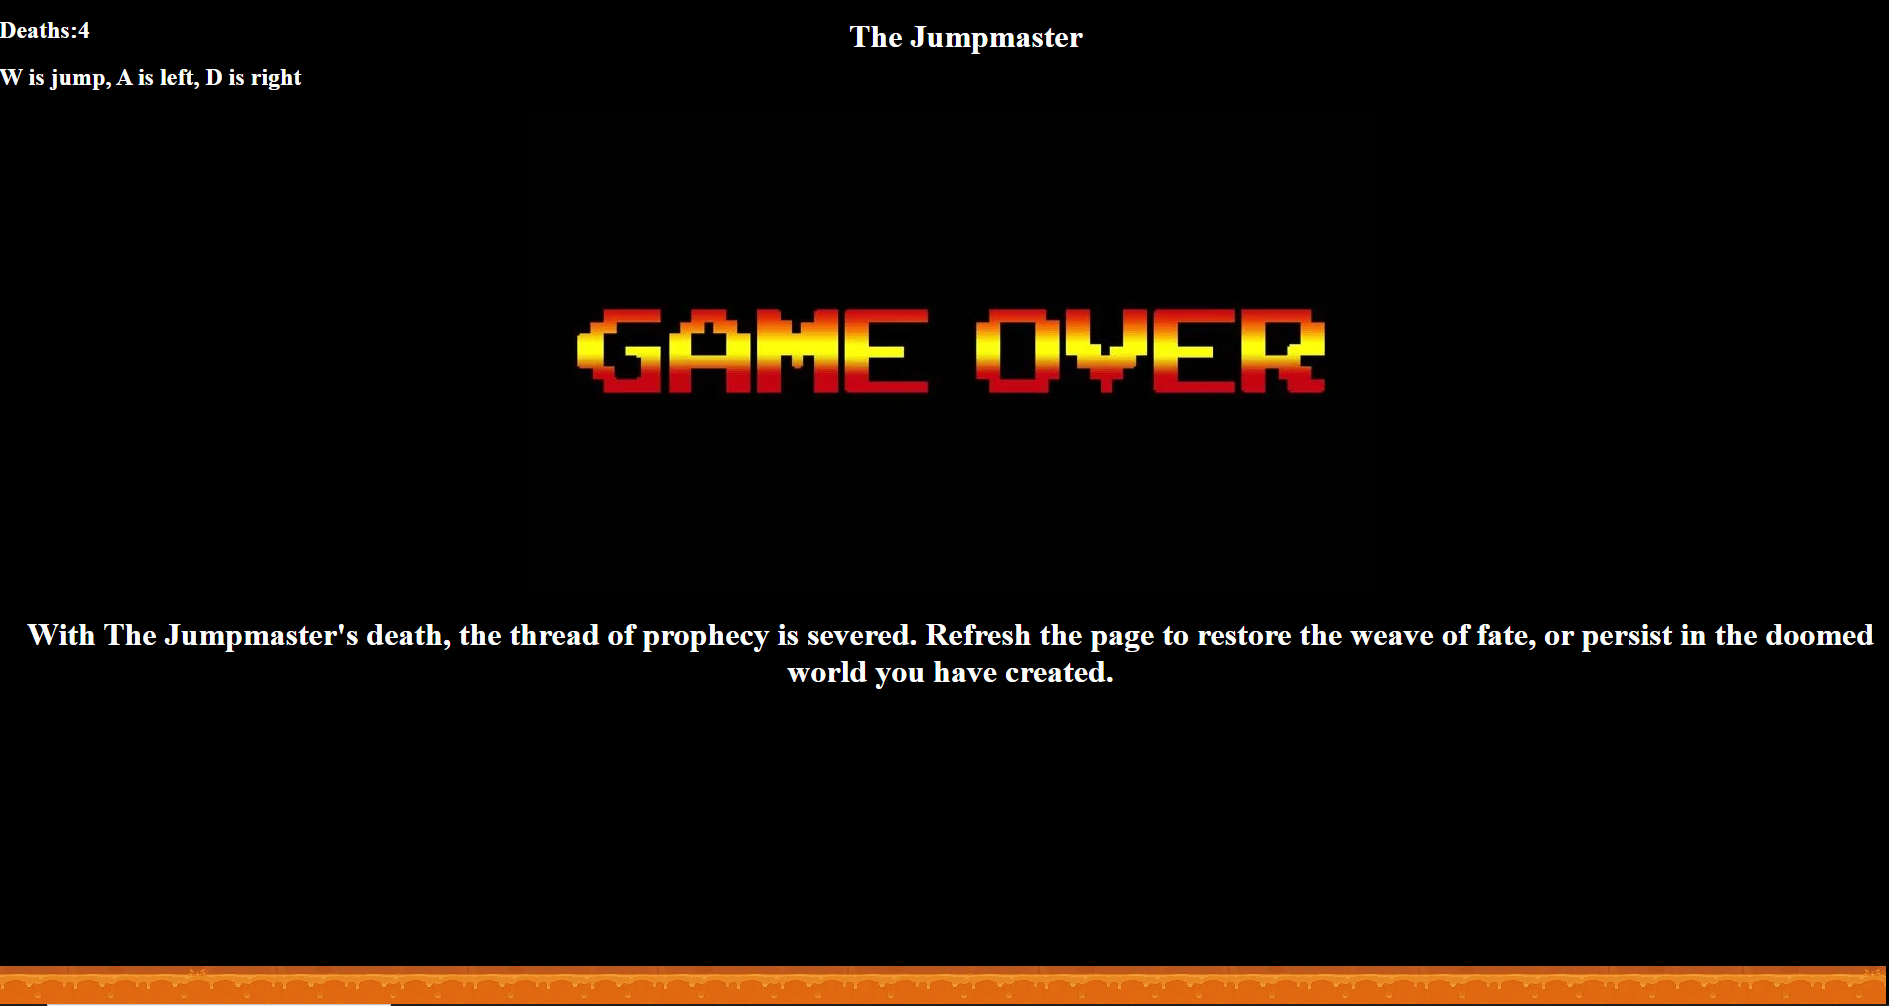 Deaths:4
The Jumpmaster
W is jump, A is left, D is right
GAME OVER
With The Jumpmaster's death, the thread of prophecy is severed. Refresh the page to restore the weave of fate, or persist in the doomed
world you have created.